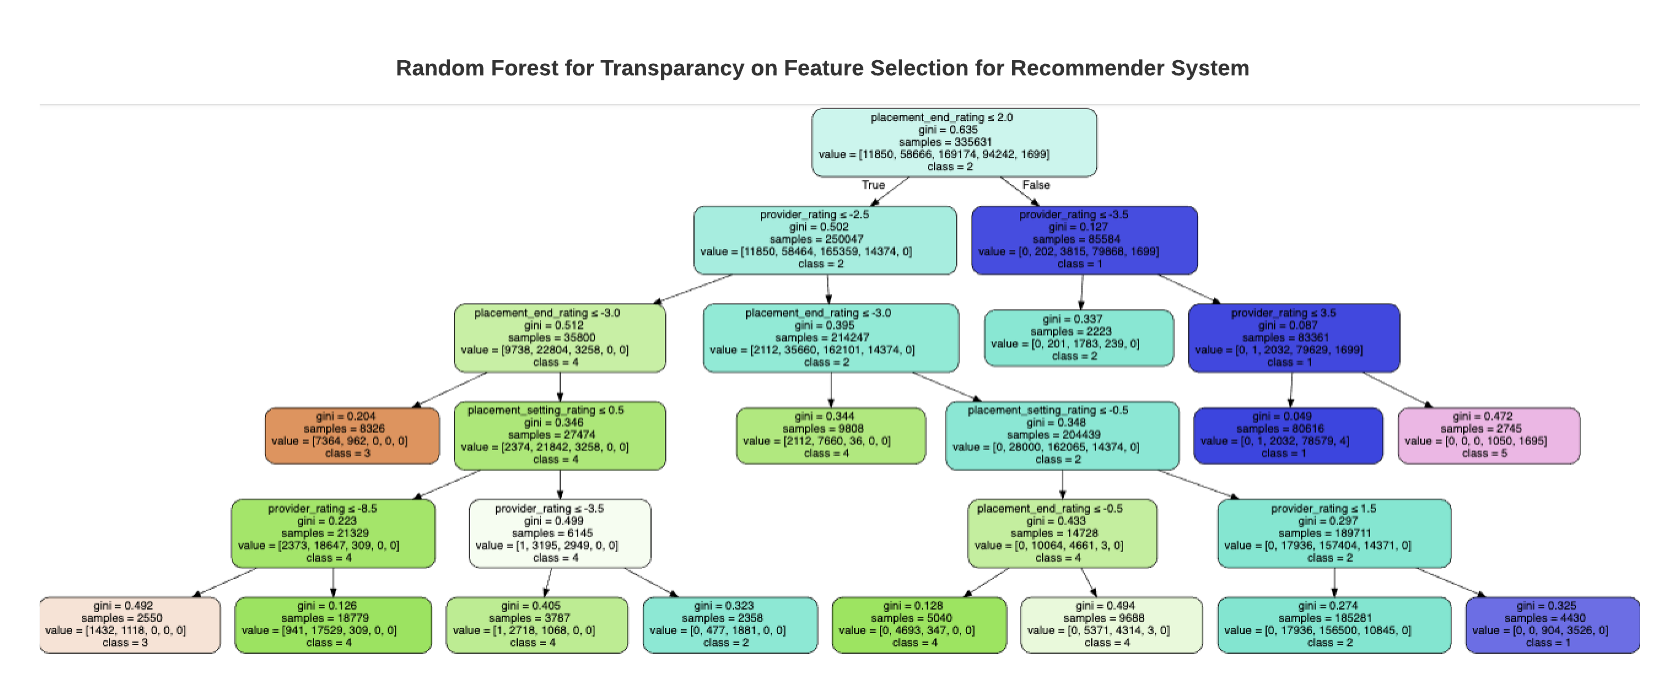 Random Forest for Transparancy on Feature Selection for Recommender System
placement_end_rating ≤ 2.0
gini = 0.635
samples = 335631
value = [11850, 58666, 169174, 94242, 1699]
class = 2
True
False
provider_rating ≤ -2.5
gini = 0.502
samples = 250047
value = [11850, 58464, 165359, 14374, 0]
class = 2
provider_rating ≤ -3.5
gini = 0.127
samples = 85584
value = [0, 202, 3815, 79868, 1699]
class = 1
placement_end_rating ≤ -3.0
gini = 0.512
samples = 35800
value = [9738, 22804, 3258, 0, 0]
class = 4
placement_end_rating ≤ -3.0
gini = 0.395
samples = 214247
value = [2112, 35660, 162101, 14374, 0]
class = 2
gini = 0.337
samples = 2223
value = [0, 201, 1783, 239, 0]
class = 2
provider_rating ≤ 3.5
gini = 0.087
samples = 83361
value = [0, 1, 2032, 79629, 1699]
class = 1
gini = 0.204
samples = 8326
value = [7364, 962, 0, 0, 0]
class = 3
placement_setting_rating ≤ 0.5
gini = 0.346
samples = 27474
value = [2374, 21842, 3258, 0, 0]
class = 4
gini = 0.344
samples = 9808
value = [2112, 7660, 36, 0, 0]
class = 4
placement_setting_rating ≤ -0.5
gini = 0.348
samples = 204439
value = [0, 28000, 162065, 14374, 0]
class = 2
gini = 0.049
samples = 80616
value = [0, 1, 2032, 78579, 4]
class = 1
gini = 0.472
samples = 2745
value = [0, 0, 0, 1050, 1695]
class = 5
provider_rating ≤ -8.5
gini = 0.223
samples = 21329
value = [2373, 18647, 309, 0, 0]
class = 4
provider_rating ≤ -3.5
gini = 0.499
samples = 6145
value = [1, 3195, 2949, 0, 0]
class = 4
placement_end_rating ≤ -0.5
gini = 0.433
samples = 14728
value = [0, 10064, 4661, 3, 0]
class = 4
provider_rating ≤ 1.5
gini = 0.297
samples = 189711
value = [0, 17936, 157404, 14371, 0]
class = 2
gini = 0.492
samples = 2550
value = [1432, 1118, 0, 0, 0]
class = 3
gini = 0.126
samples = 18779
value = [941, 17529, 309, 0, 0]
class = 4
gini = 0.405
samples = 3787
value = [1, 2718, 1068, 0, 0]
class = 4
gini = 0.323
samples = 2358
value = [0, 477, 1881, 0, 0]
class = 2
gini = 0.128
samples = 5040
value = [0, 4693, 347, 0, 0]
class = 4
gini = 0.494
samples = 9688
value = [0, 5371, 4314, 3, 0]
class = 4
gini = 0.274
samples = 185281
value = [0, 17936, 156500, 10845, 0]
class = 2
gini = 0.325
samples = 4430
value = [0, 0, 904, 3526, 0]
class = 1